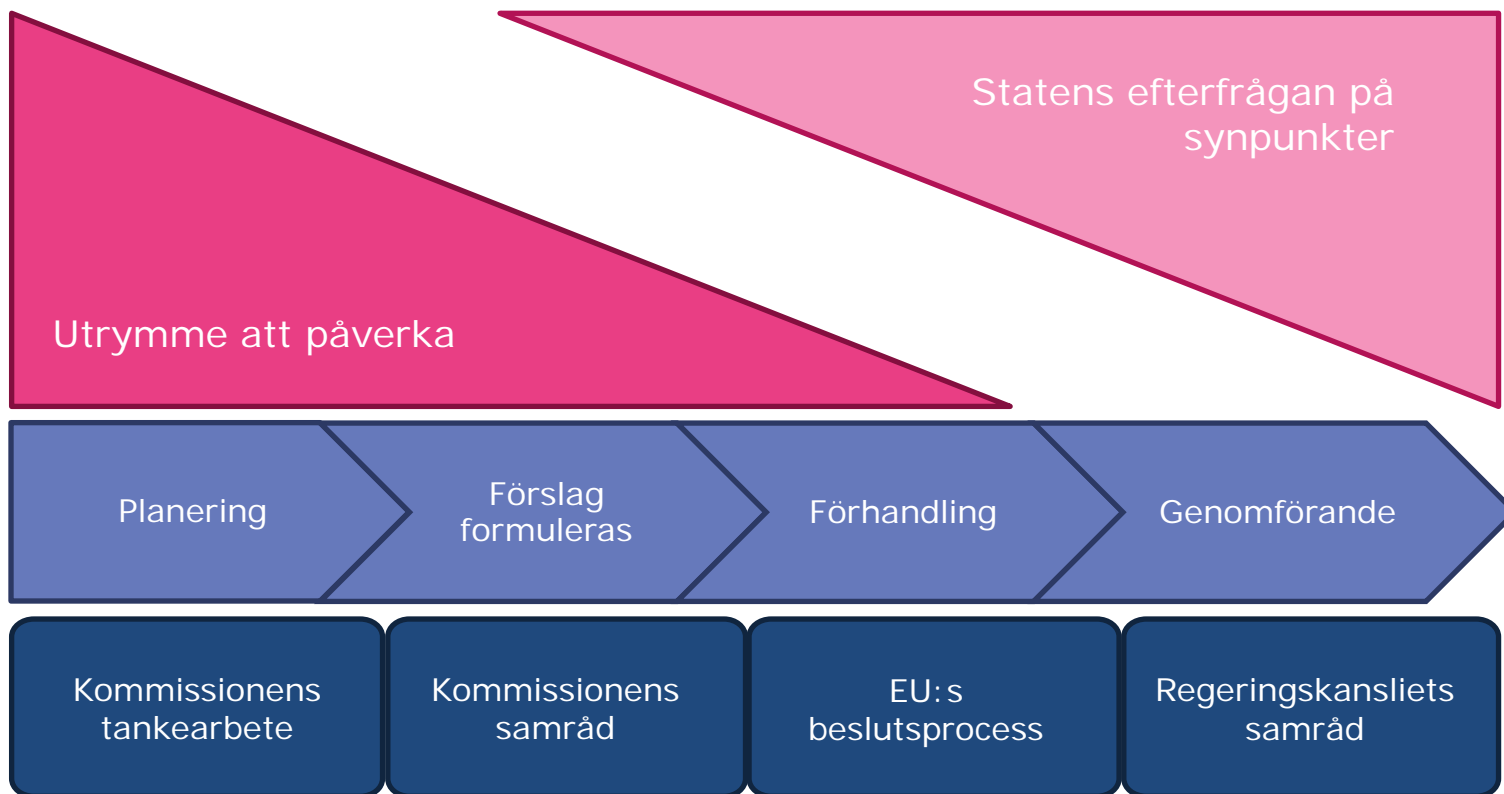 Statens efterfrågan på
synpunkter
Utrymme att påverka
Planering
Förslag
formuleras
Förhandling
Genomförande
Kommissionens
tankearbete
Kommissionens
samråd
EU:s
beslutsprocess
Regeringskansliets
samråd